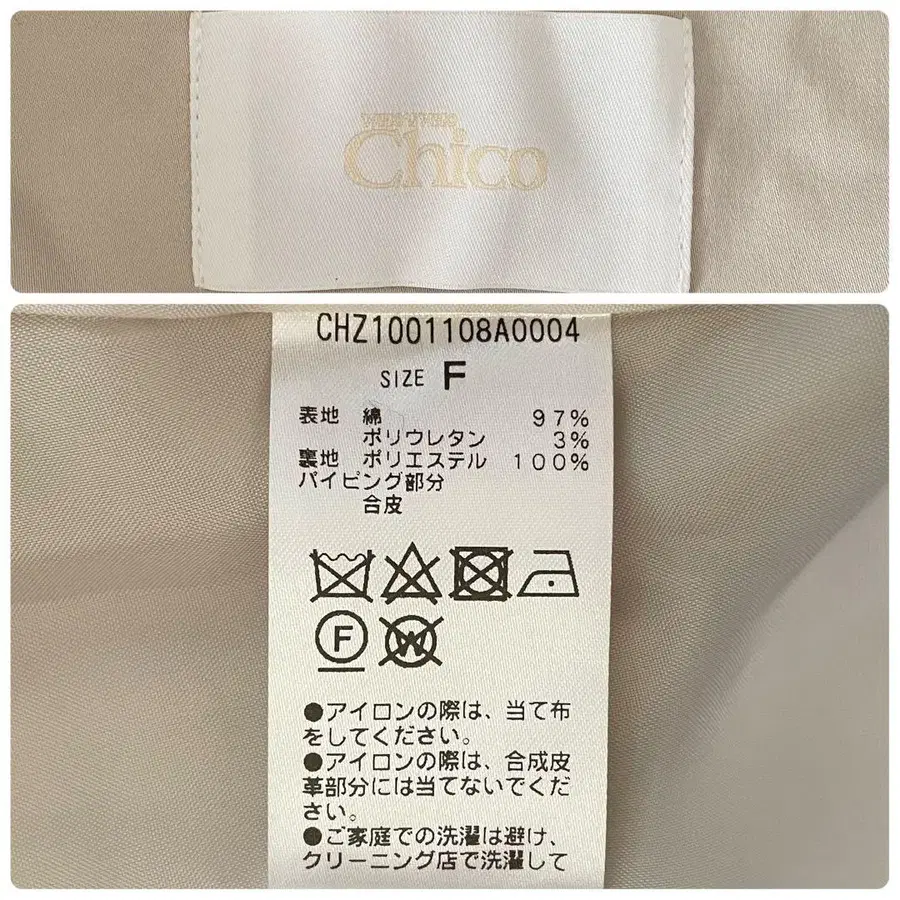 WHO'S WHO
Chico
CHZ1001108A0004
SIZE F
表地 綿 97%
ポリウレタン 3%
裏地 ポリエステル 100%
パイピング部分
合皮
F
W
●アイロンの際は、当て布
をしてください。
●アイロンの際は、合成皮
革部分には当てないでくだ
さい。
●ご家庭での洗濯は避け、
クリーニング店で洗濯して